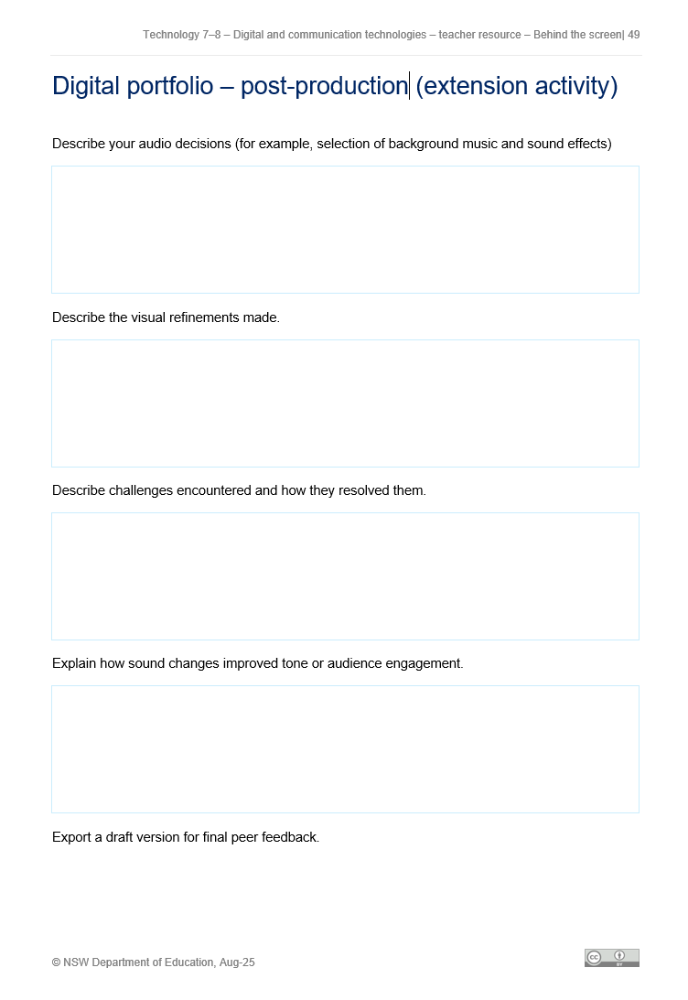 Technology 7–8 – Digital and communication technologies – teacher resource – Behind the screen| 49
Digital portfolio – post-production (extension activity)
Describe your audio decisions (for example, selection of background music and sound effects)
Describe the visual refinements made.
Describe challenges encountered and how they resolved them.
Explain how sound changes improved tone or audience engagement.
Export a draft version for final peer feedback.
© NSW Department of Education, Aug-25
cc BY